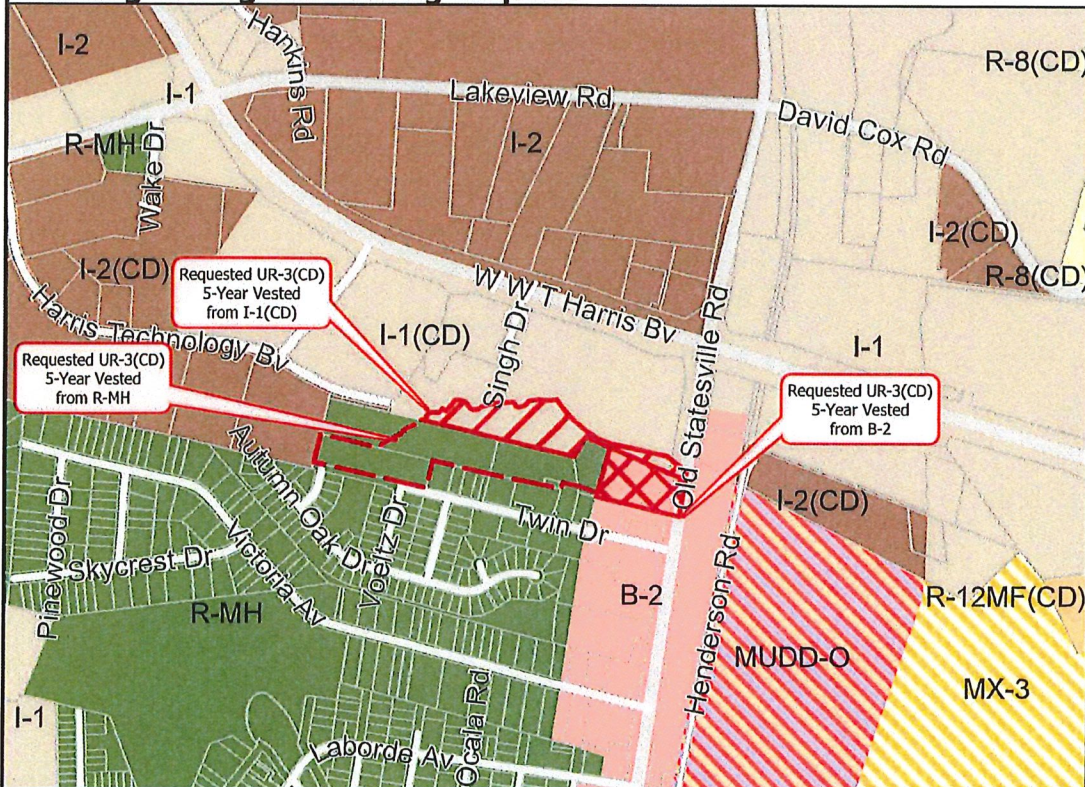 I-2
Hankins Rd
R-8(CD)
I-1
Lakeview Rd
David Cox Rd
R-MH
Wake Dr
I-2
I-2(CD)
I-2(CD)
R-8(CD)
Requested UR-3(CD)
5-Year Vested
from I-1(CD)
W W T Harris Bv
Harris Technology Bv
I-1(CD)
Singh Dr
Old Statesville Rd
I-1
Requested UR-3(CD)
5-Year Vested
from R-MH
Requested UR-3(CD)
5-Year Vested
from B-2
Autumn Oak Dr
I-2(CD)
Pinewood Dr
Skycrest Dr
Victoria Av
Voeltz Dr
Twin Dr
Henderson Rd
R-MH
B-2
R-12MF(CD)
MUDD-O
MX-3
I-1
Ocala Rd
Laborde Av